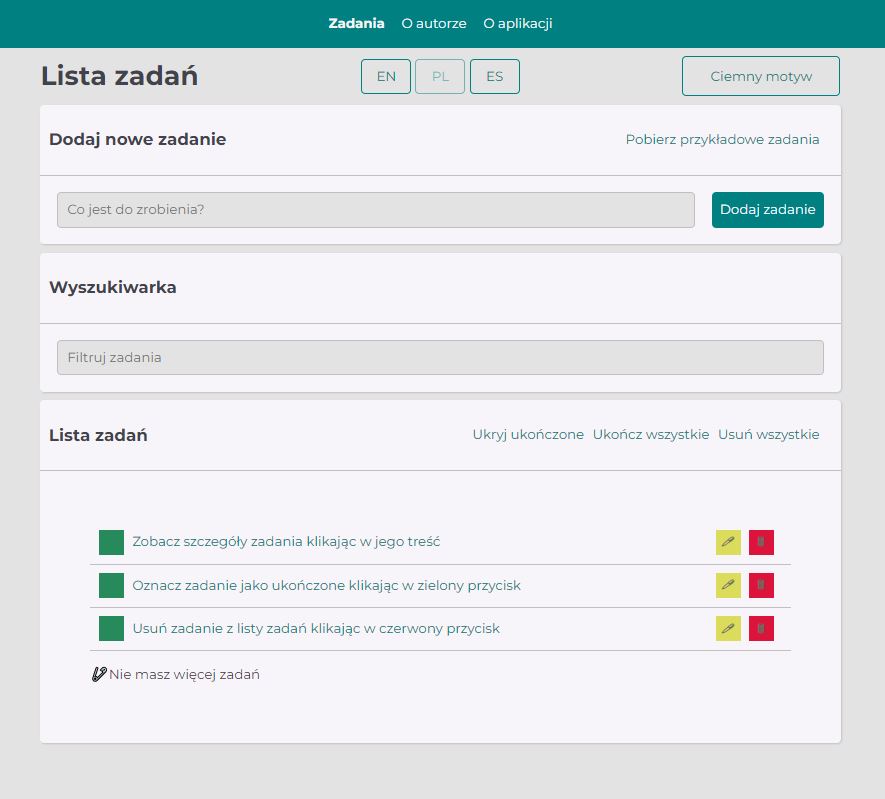 Zadania O autorze O aplikacji
Lista zadań EN PL ES Ciemny motyw
Dodaj nowe zadanie Pobierz przykładowe zadania
Co jest do zrobienia? Dodaj zadanie
Wyszukiwarka
Filtruj zadania
Lista zadań Ukryj ukończone Ukończ wszystkie Usuń wszystkie
Zobacz szczegóły zadania klikając w jego treść
Oznacz zadanie jako ukończone klikając w zielony przycisk
Usuń zadanie z listy zadań klikając w czerwony przycisk
Nie masz więcej zadań